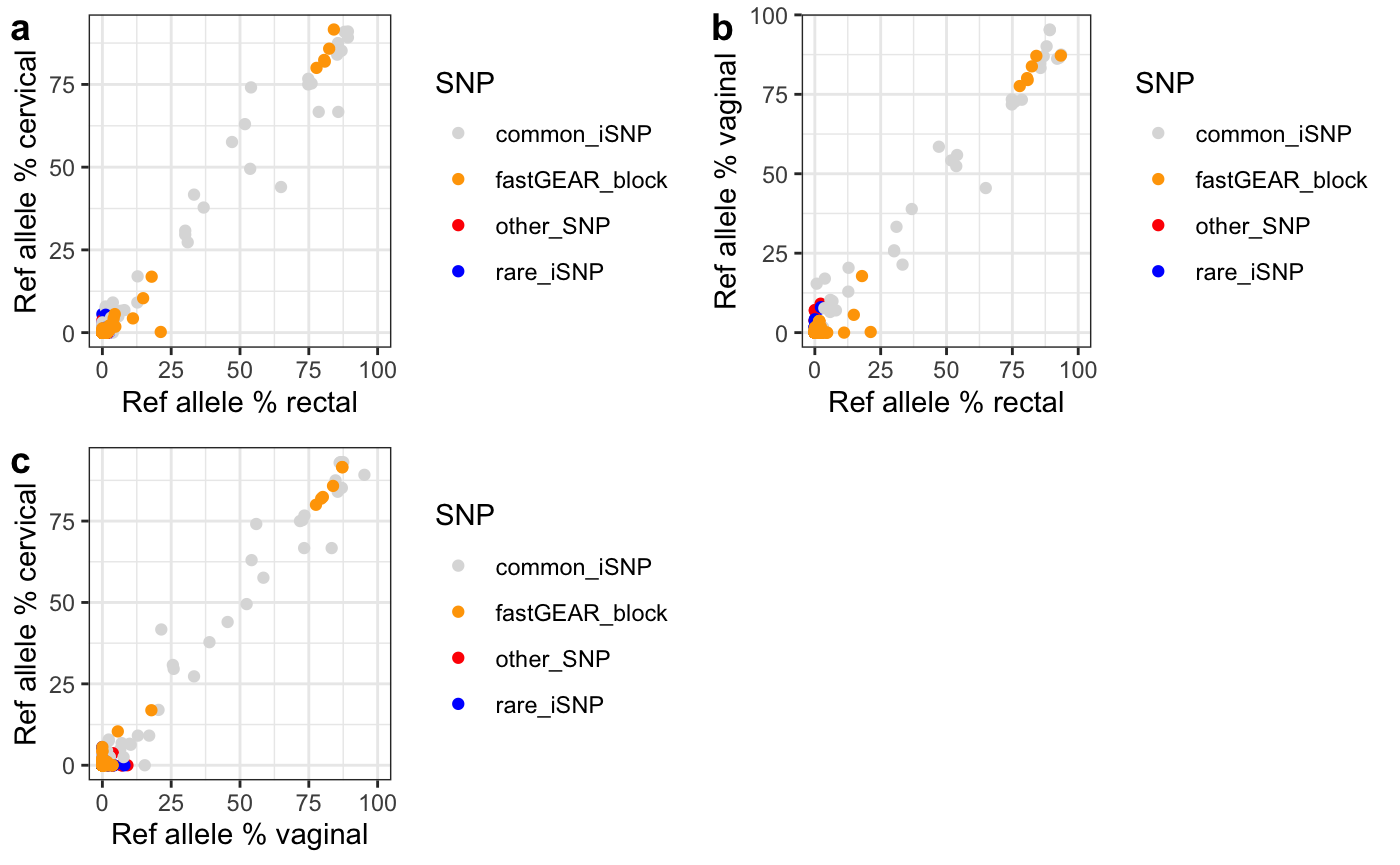 a
Ref allele % cervical
75
50
25
0
0 25 50 75 100
Ref allele % rectal
SNP
common_iSNP
fastGEAR_block
other_SNP
rare_iSNP
b
Ref allele % vaginal
100
75
50
25
0
0 25 50 75 100
Ref allele % rectal
SNP
common_iSNP
fastGEAR_block
other_SNP
rare_iSNP
c
Ref allele % cervical
75
50
25
0
0 25 50 75 100
Ref allele % vaginal
SNP
common_iSNP
fastGEAR_block
other_SNP
rare_iSNP